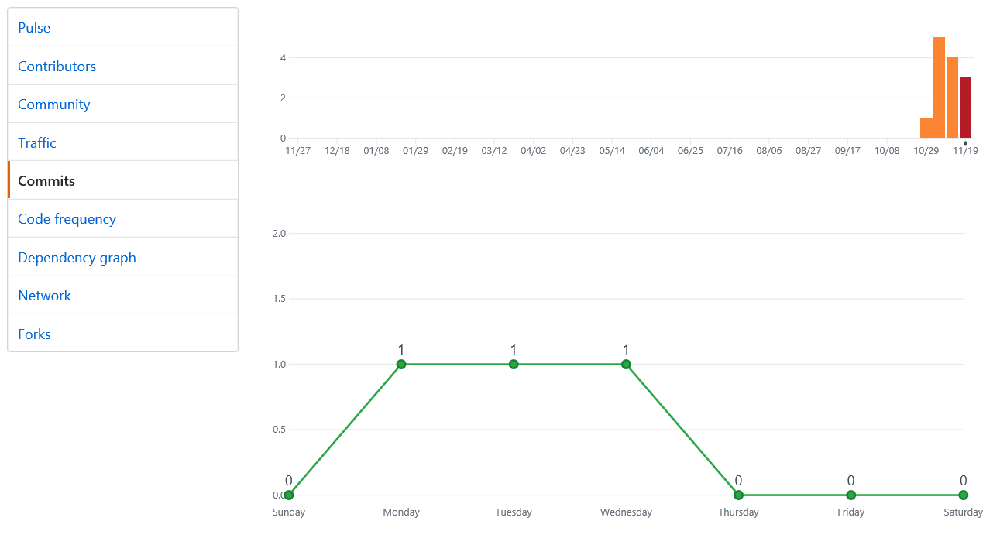 Pulse
Contributors
Community
Traffic
Commits
Code frequency
Dependency graph
Network
Forks
4
2
0
11/27 12/18 01/08 01/29 02/19 03/12 04/02 04/23 05/14 06/04 06/25 07/16 08/06 08/27 09/17 10/08 10/29 11/19
2.0
1.5
1 1 1
1.0
0.5
0 0 0 0
0.0
Sunday Monday Tuesday Wednesday Thursday Friday Saturday